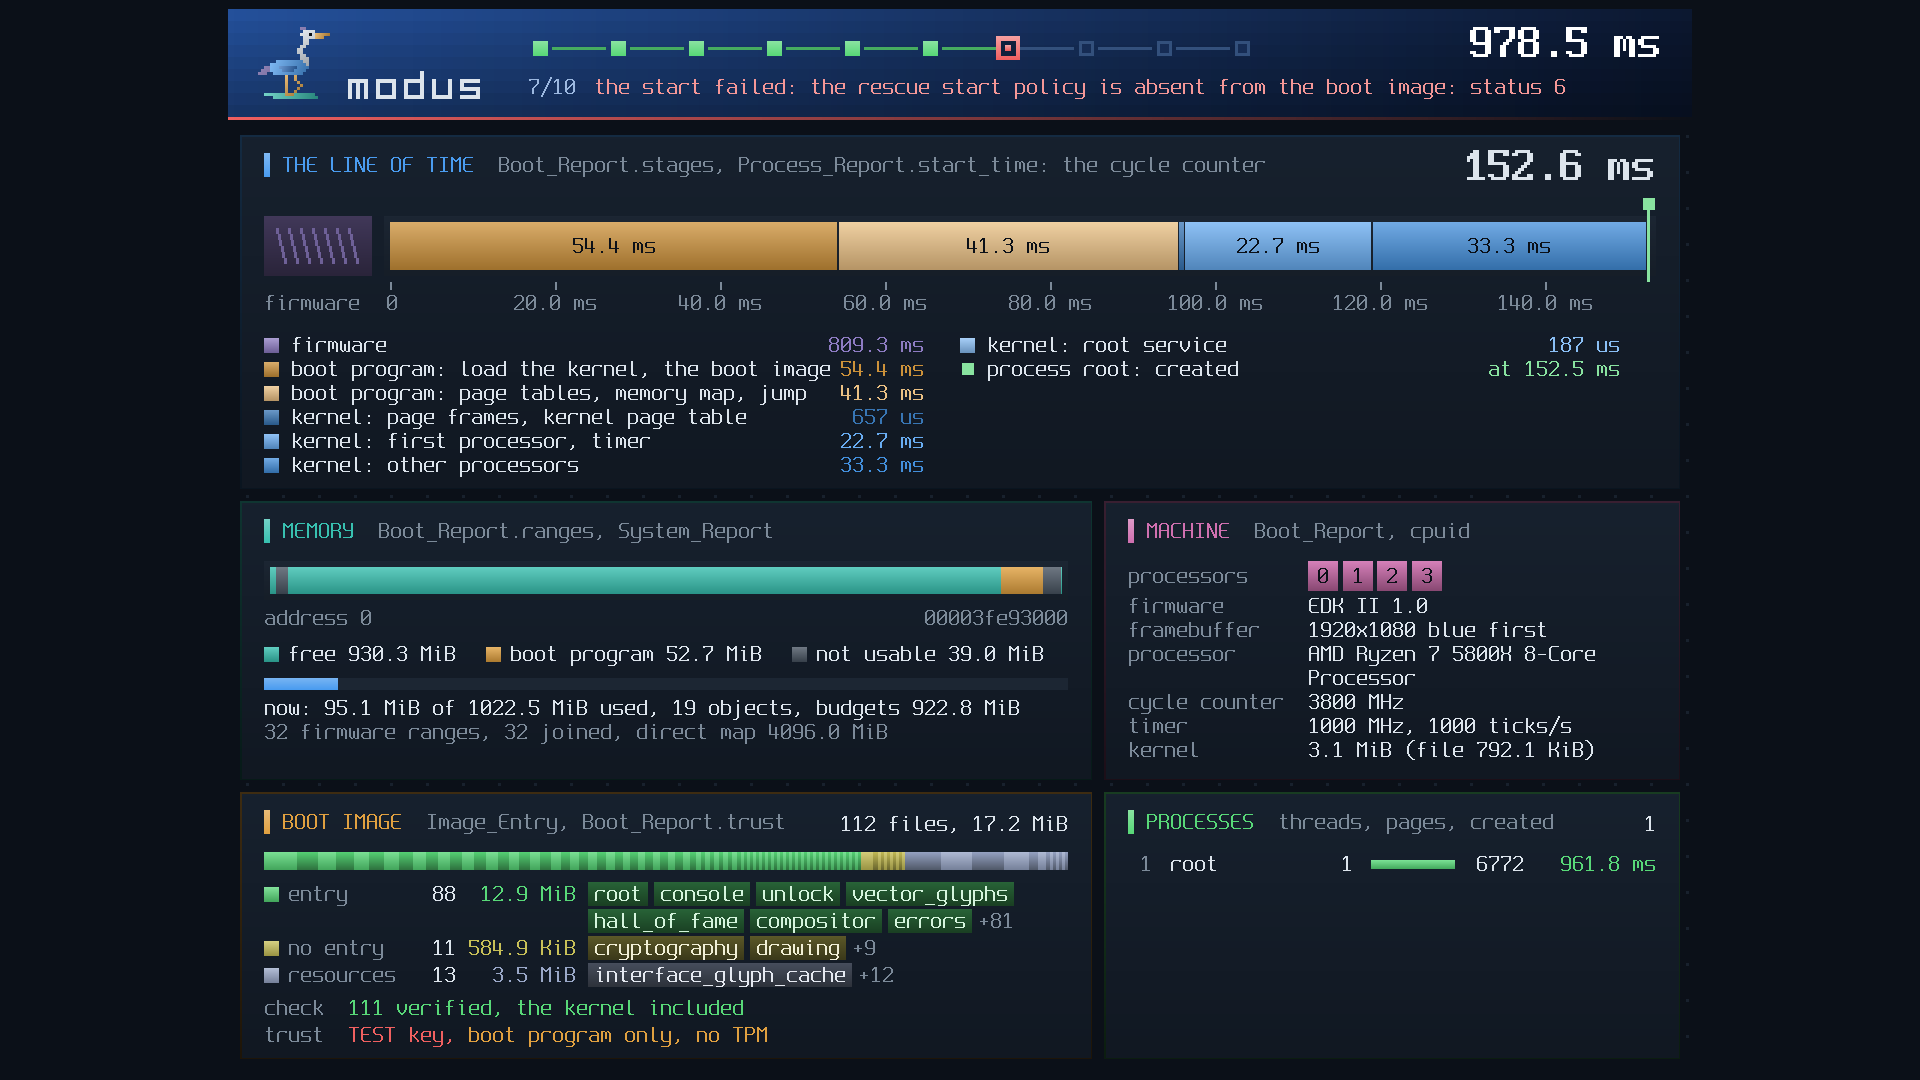 modus
978.5 ms
7/10 the start failed: the rescue start policy is absent from the boot image: status 6
THE LINE OF TIME Boot_Report.stages, Process_Report.start_time: the cycle counter 152.6 ms
54.4 ms 41.3 ms 22.7 ms 33.3 ms
firmware 0 20.0 ms 40.0 ms 60.0 ms 80.0 ms 100.0 ms 120.0 ms 140.0 ms
firmware 809.3 ms
boot program: load the kernel, the boot image 54.4 ms
boot program: page tables, memory map, jump 41.3 ms
kernel: page frames, kernel page table 657 us
kernel: first processor, timer 22.7 ms
kernel: other processors 33.3 ms
kernel: root service 187 us
process root: created at 152.5 ms
MEMORY Boot_Report.ranges, System_Report
address 0 00003fe93000
free 930.3 MiB boot program 52.7 MiB not usable 39.0 MiB
now: 95.1 MiB of 1022.5 MiB used, 19 objects, budgets 922.8 MiB
32 firmware ranges, 32 joined, direct map 4096.0 MiB
MACHINE Boot_Report, cpuid
processors 0 1 2 3
firmware EDK II 1.0
framebuffer 1920x1080 blue first
processor AMD Ryzen 7 5800X 8-Core
Processor
cycle counter 3800 MHz
timer 1000 MHz, 1000 ticks/s
kernel 3.1 MiB (file 792.1 KiB)
BOOT IMAGE Image_Entry, Boot_Report.trust 112 files, 17.2 MiB
entry 88 12.9 MiB root console unlock vector_glyphs
hall_of_fame compositor errors +81
no entry 11 584.9 KiB cryptography drawing +9
resources 13 3.5 MiB interface_glyph_cache +12
check 111 verified, the kernel included
trust TEST key, boot program only, no TPM
PROCESSES threads, pages, created 1
1 root 1 6772 961.8 ms